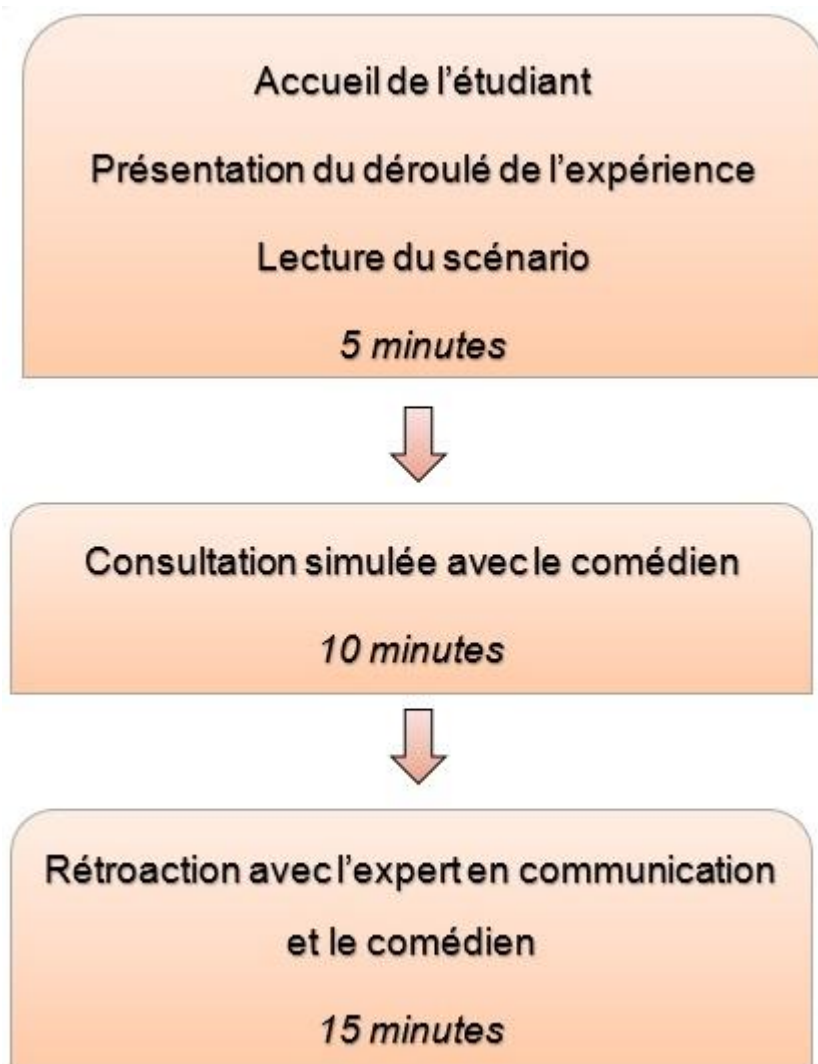 Accueil de l’étudiant
Présentation du déroulé de l’expérience
Lecture du scénario
5 minutes
Consultation simulée avec le comédien
10 minutes
Rétroaction avec l’expert en communication
et le comédien
15 minutes